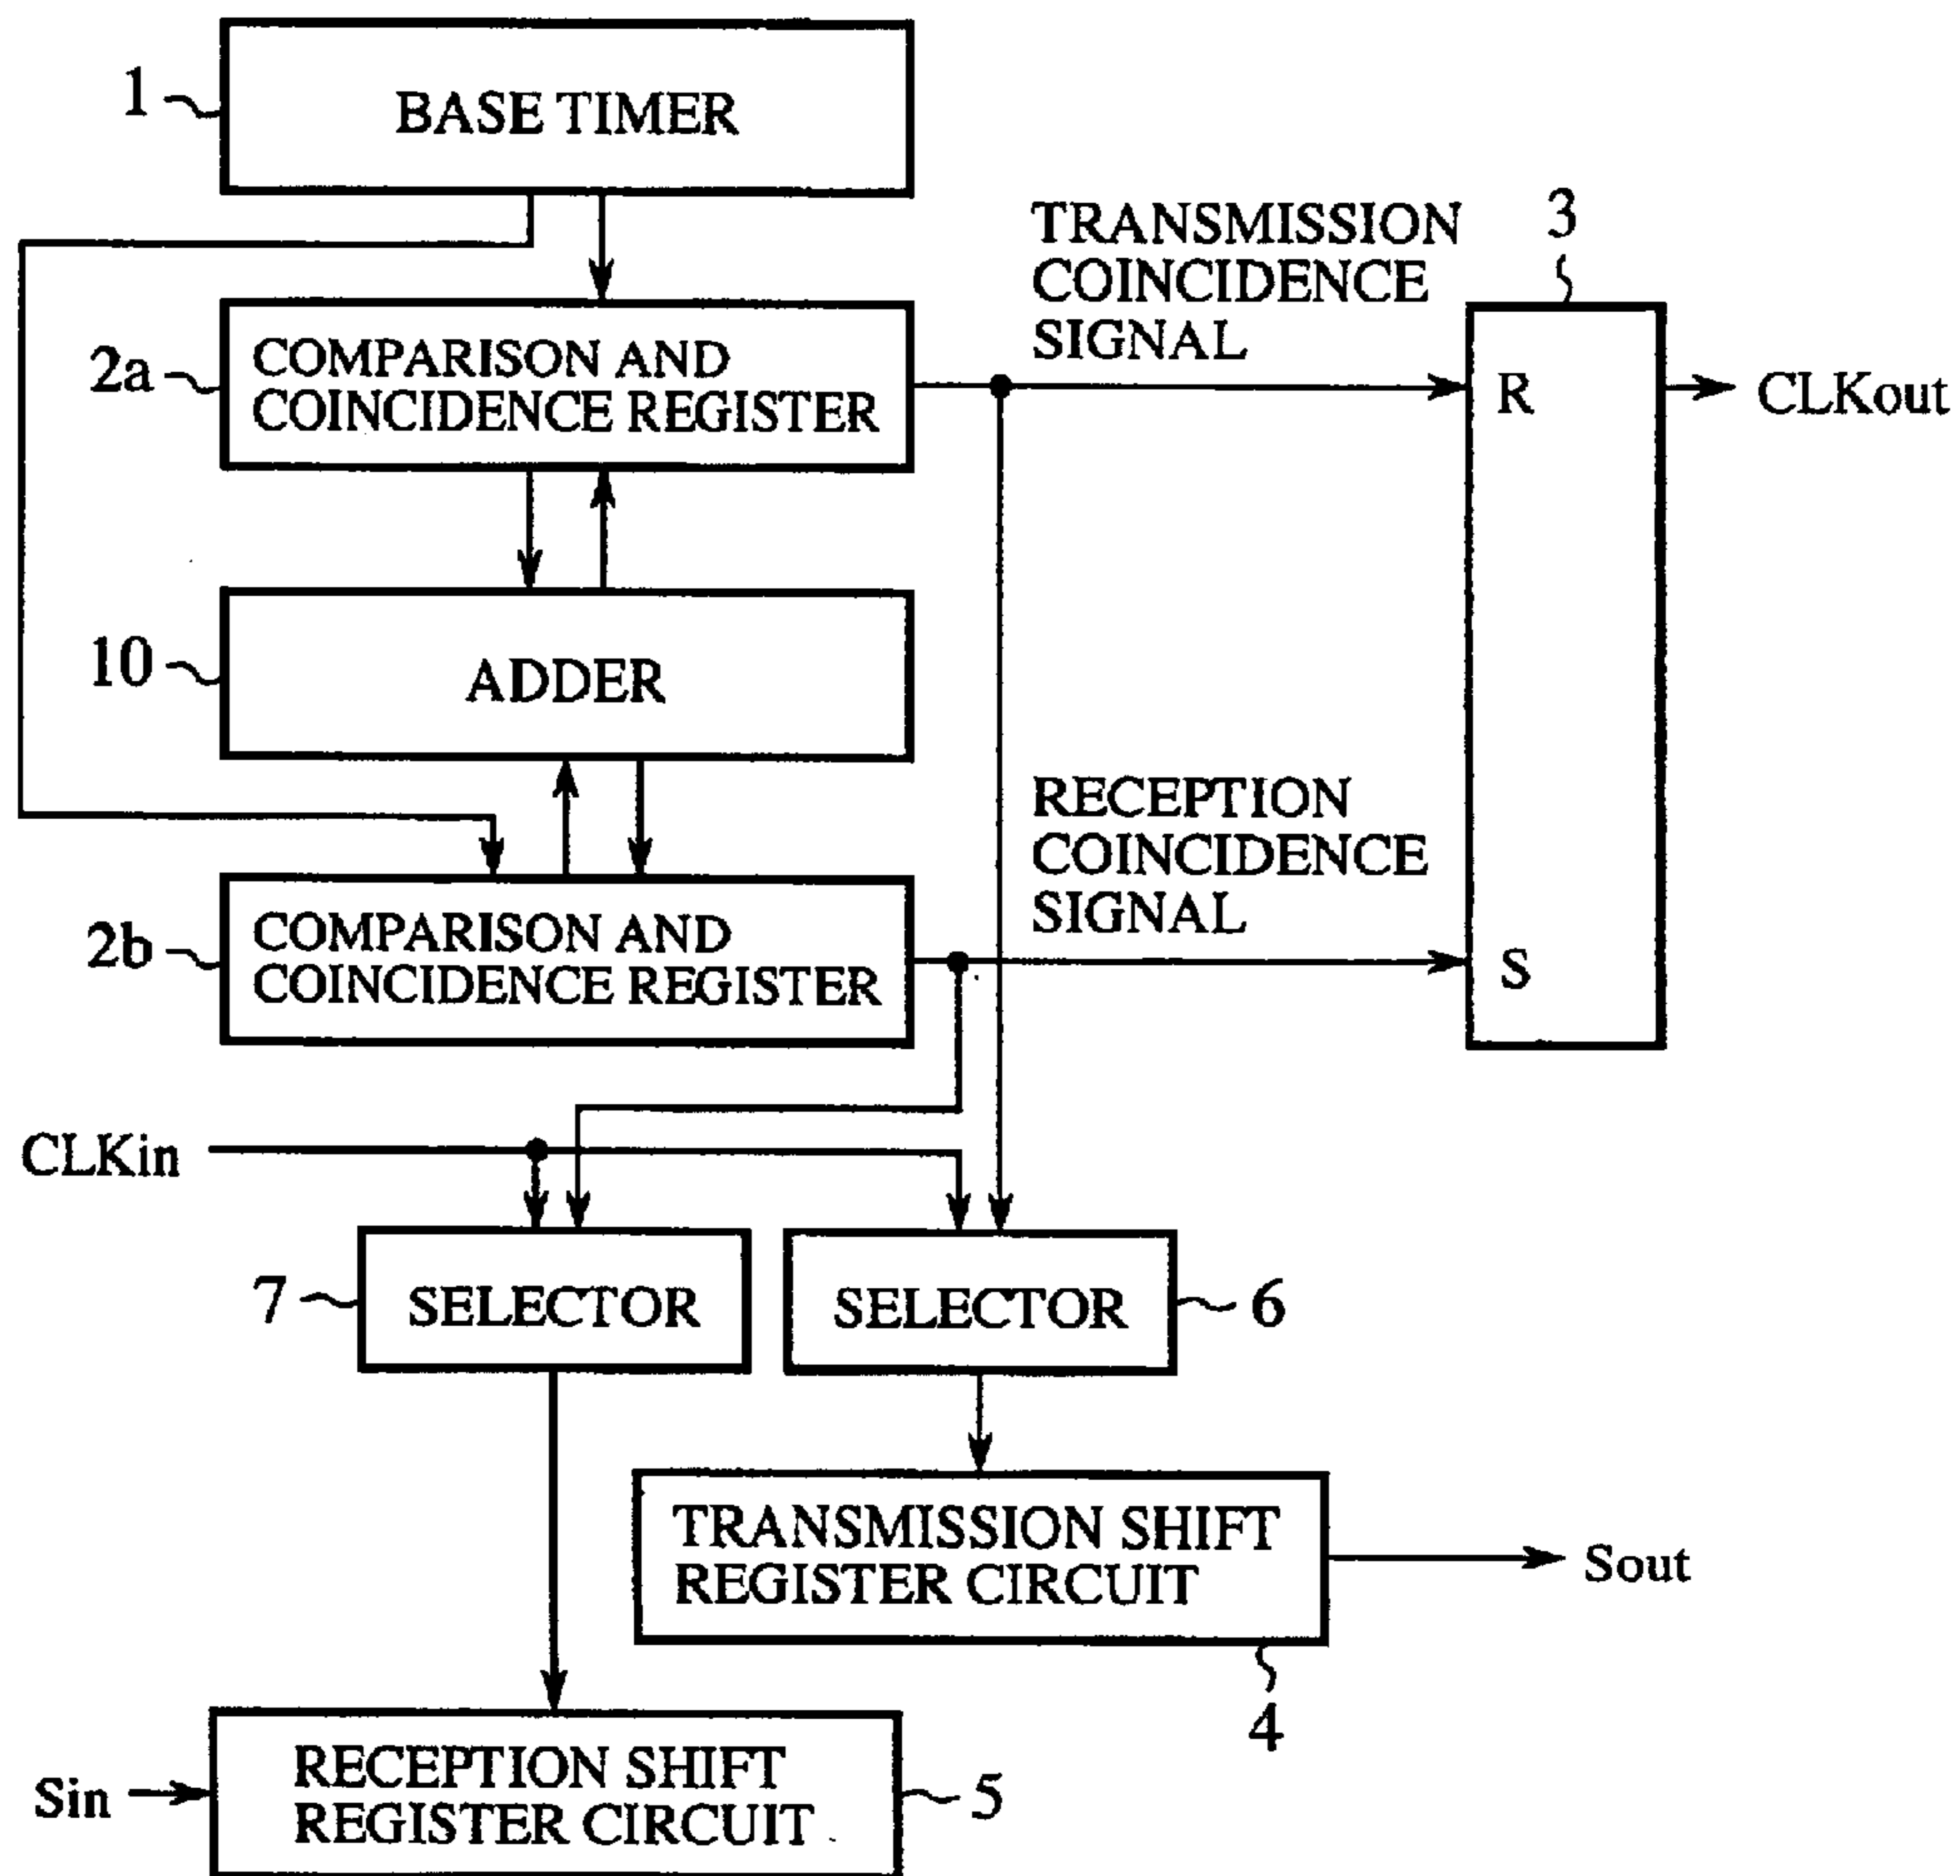 1
BASE TIMER
TRANSMISSION
COINCIDENCE
SIGNAL
3
2a
COMPARISON AND
COINCIDENCE REGISTER
R
CLKout
10
ADDER
RECEPTION
COINCIDENCE
SIGNAL
2b
COMPARISON AND
COINCIDENCE REGISTER
S
CLKin
7
SELECTOR
SELECTOR
6
TRANSMISSION SHIFT
REGISTER CIRCUIT
Sout
4
Sin
RECEPTION SHIFT
REGISTER CIRCUIT
5